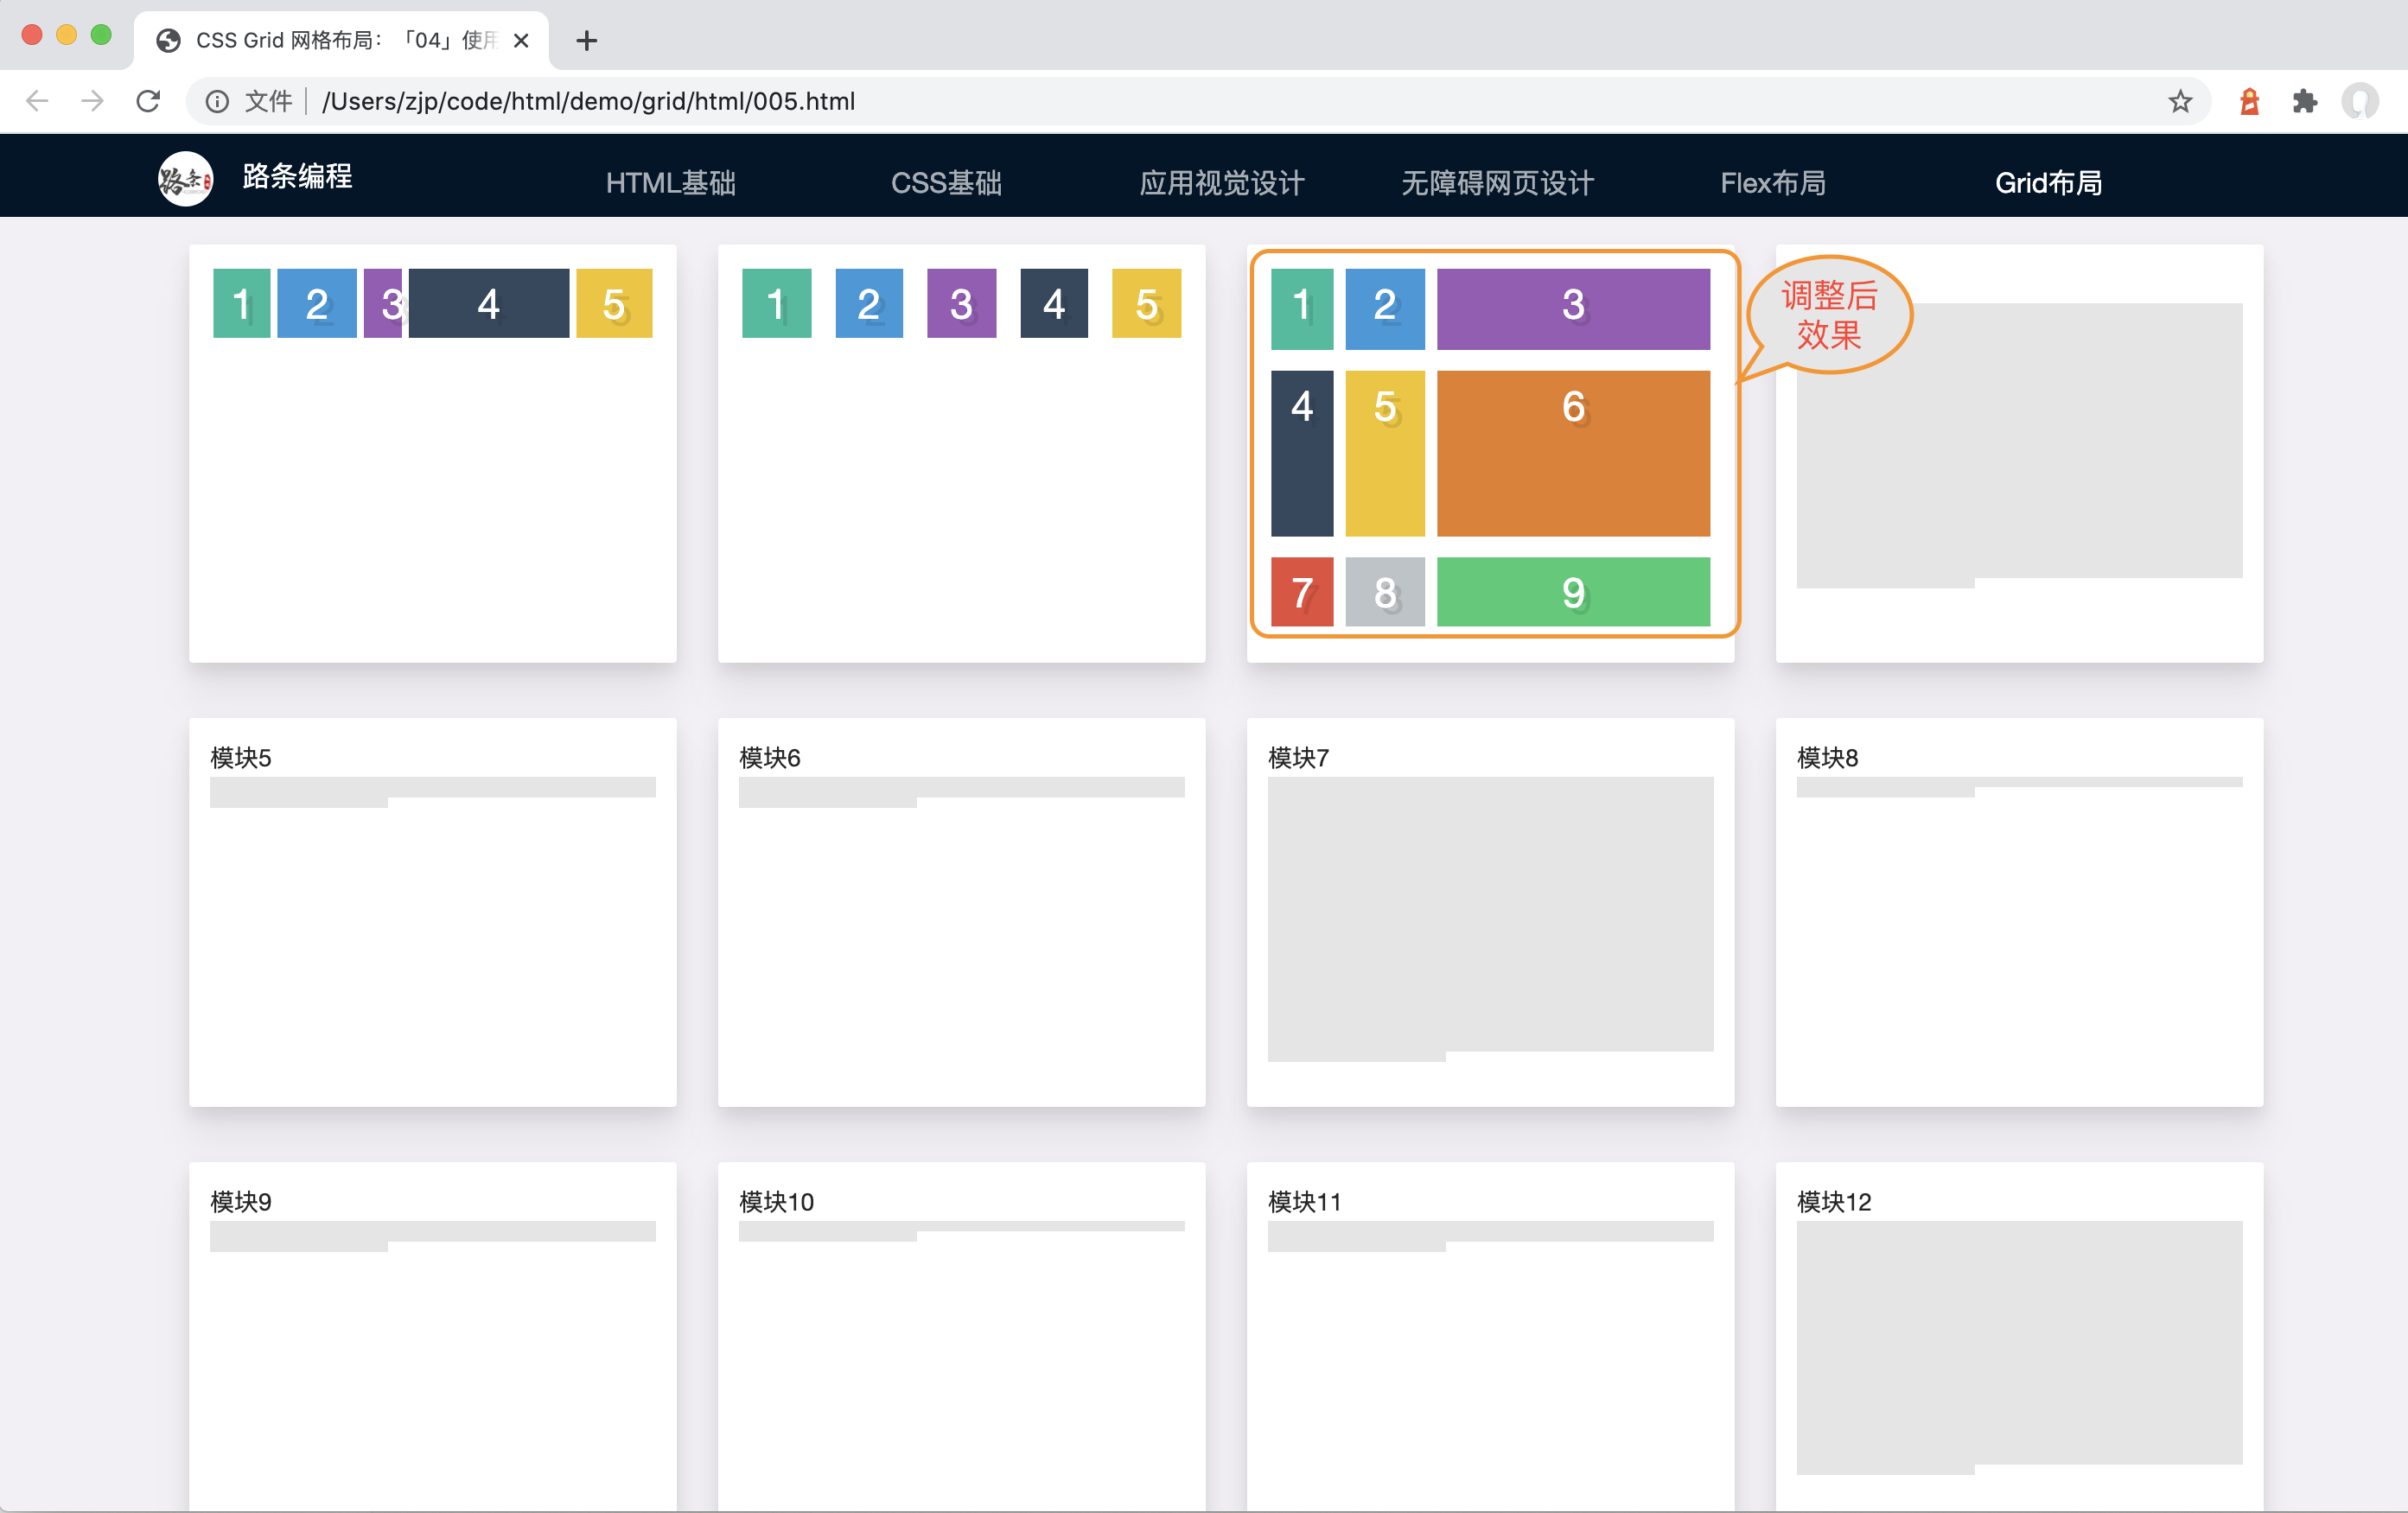 CSS Grid 网格布局：「04」使用
文件 /Users/zjp/code/html/demo/grid/html/005.html
路条
路条编程 HTML基础 CSS基础 应用视觉设计 无障碍网页设计 Flex布局 Grid布局
1 2 3 4 5
1 2 3 4 5
1 2 3
4 5 6
7 8 9
调整后
效果
模块5
模块6
模块7
模块8
模块9
模块10
模块11
模块12